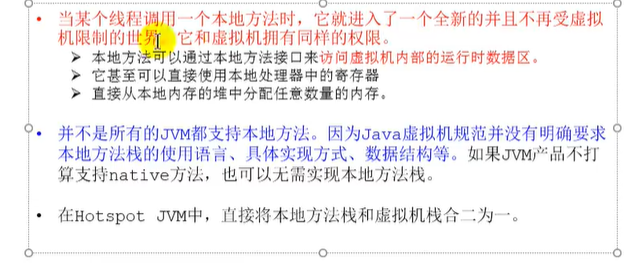 • 当某个线程调用一个本地方法时，它就进入了一个全新的并且不再受虚拟
机限制的世界。它和虚拟机拥有同样的权限。
➢ 本地方法可以通过本地方法接口来访问虚拟机内部的运行时数据区。
➢ 它甚至可以直接使用本地处理器中的寄存器
➢ 直接从本地内存的堆中分配任意数量的内存。
• 并不是所有的JVM都支持本地方法。因为Java虚拟机规范并没有明确要求
本地方法栈的使用语言、具体实现方式、数据结构等。如果JVM产品不打
算支持native方法，也可以无需实现本地方法栈。
• 在Hotspot JVM中，直接将本地方法栈和虚拟机栈合二为一。